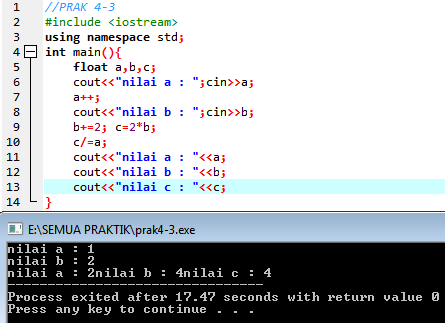 1 //PRAK 4-3
2 #include <iostream>
3 using namespace std;
4 int main(){
5 float a,b,c;
6 cout<<"nilai a : ";cin>>a;
7 a++;
8 cout<<"nilai b : ";cin>>b;
9 b+=2; c=2*b;
10 c/=a;
11 cout<<"nilai a : "<<a;
12 cout<<"nilai b : "<<b;
13 cout<<"nilai c : "<<c;
14 }
E:\SEMUA PRAKTIK\prak4-3.exe
nilai a : 1
nilai b : 2
nilai a : 2nilai b : 4nilai c : 4
--------------------------------
Process exited after 17.47 seconds with return value 0
Press any key to continue . . .